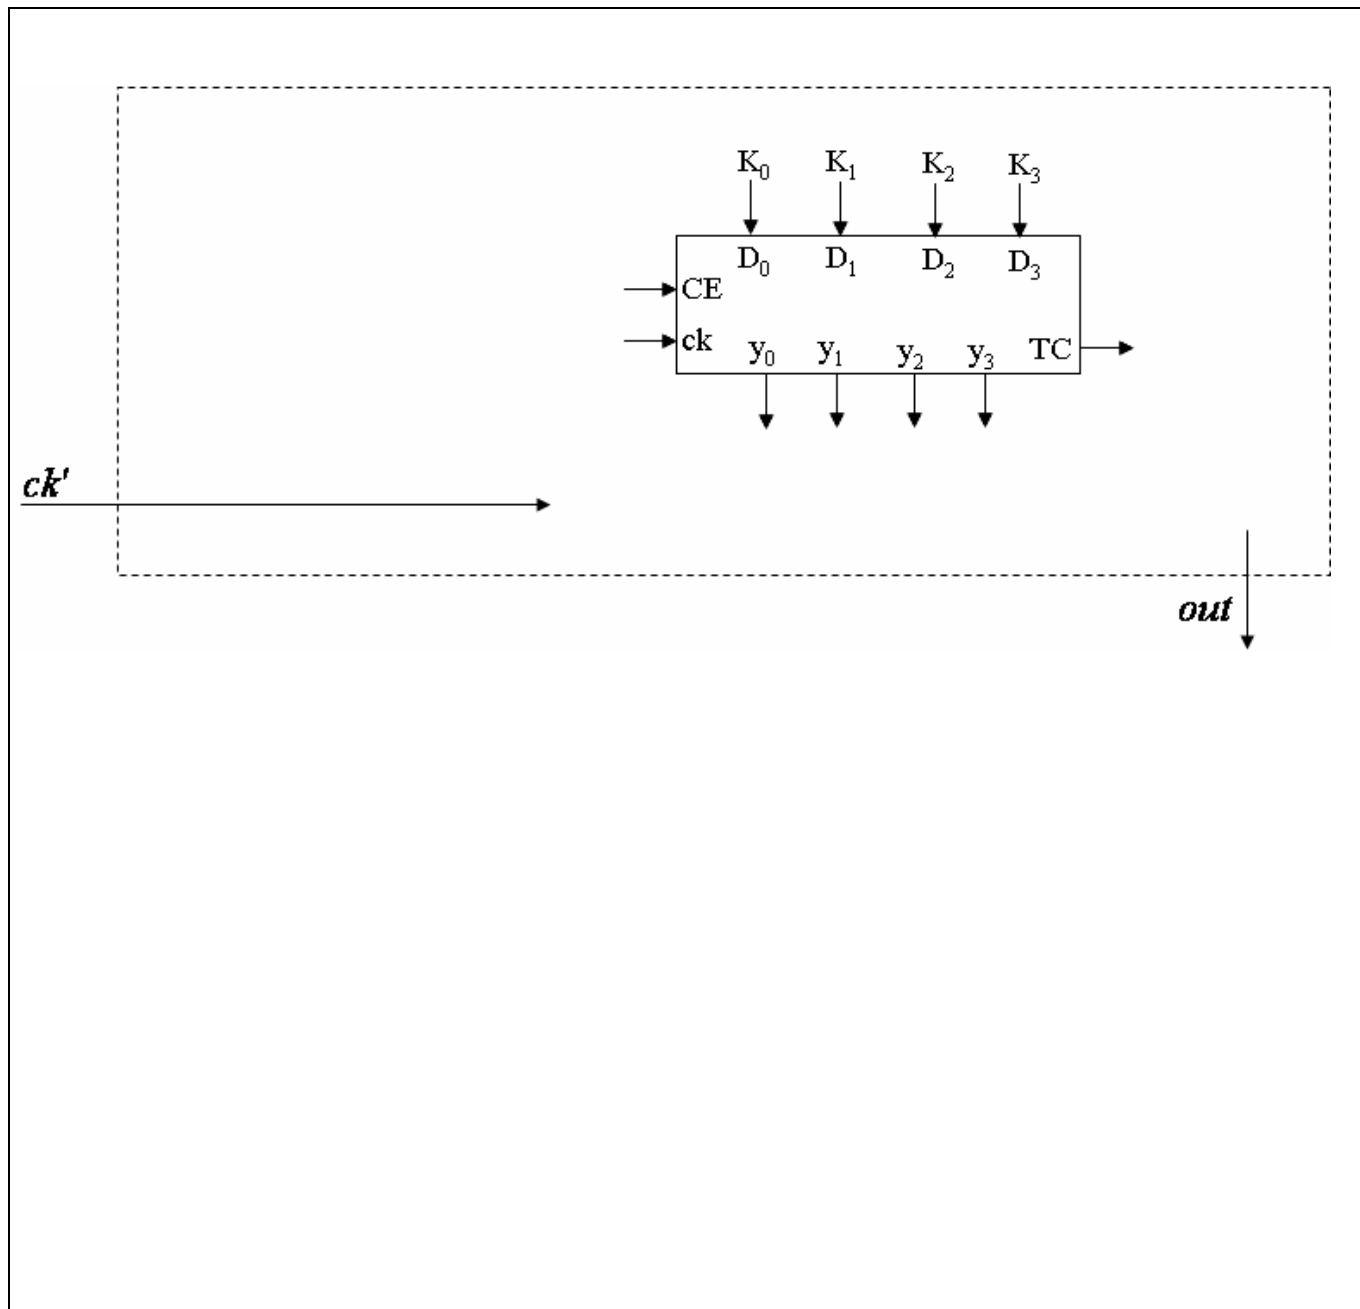 K₀ K₁ K₂ K₃
D₀ D₁ D₂ D₃
CE
ck
y₀ y₁ y₂ y₃ TC
ck'
out